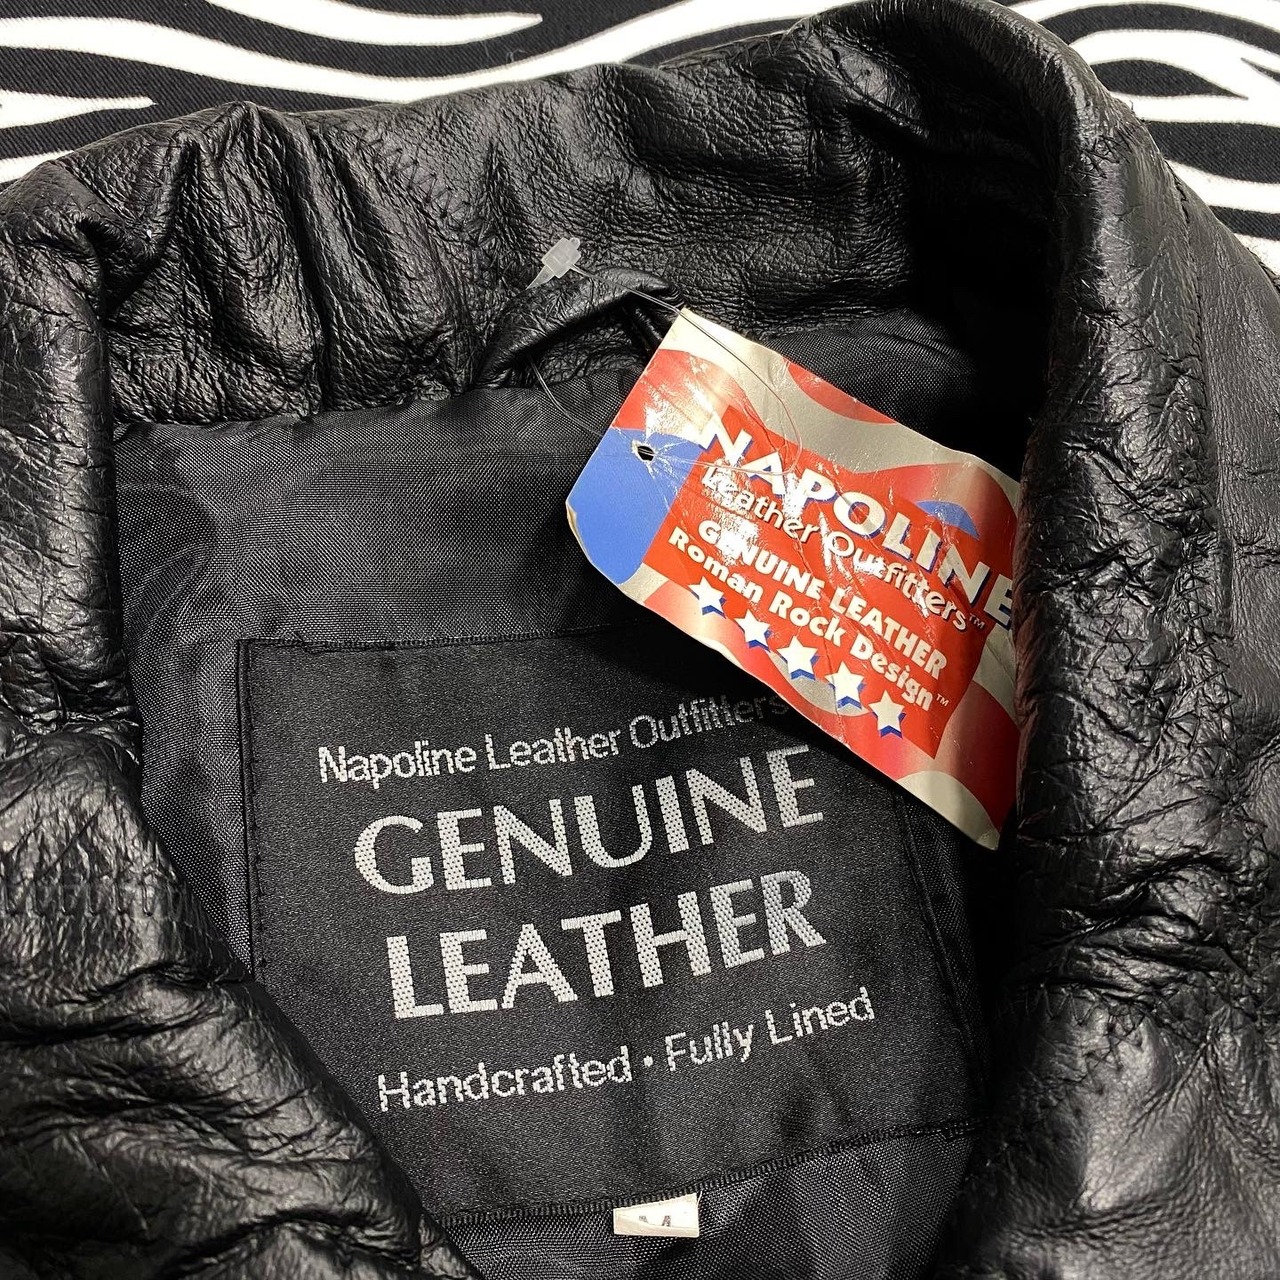 NAPOLINE
Leather Outfitters™
GENUINE LEATHER
Roman Rock Design™
Napoline Leather Outfitters
GENUINE
LEATHER
Handcrafted • Fully Lined